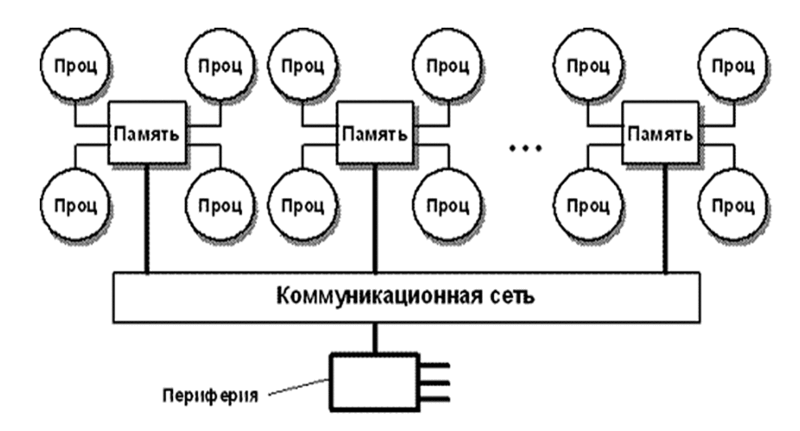 Проц Проц Проц Проц Проц Проц
Память Память ... Память
Проц Проц Проц Проц Проц Проц
Коммуникационная сеть
Периферия